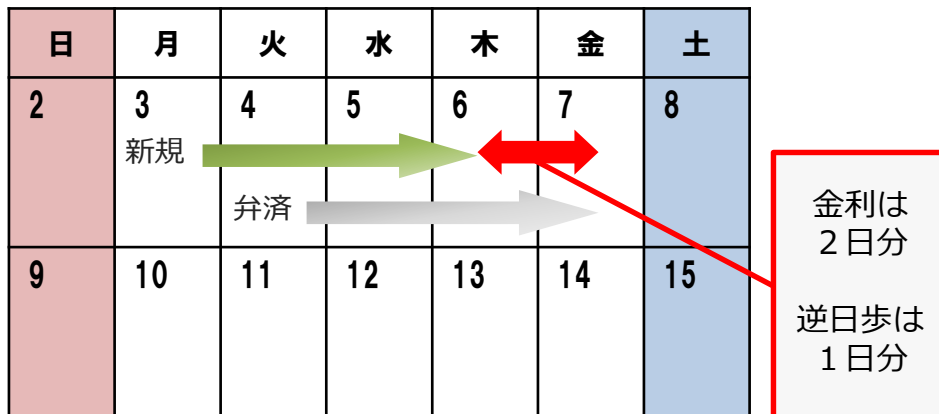 日 月 火 水 木 金 土
2 3 4 5 6 7 8
新規
弁済
9 10 11 12 13 14 15
金利は
２日分
逆日歩は
１日分